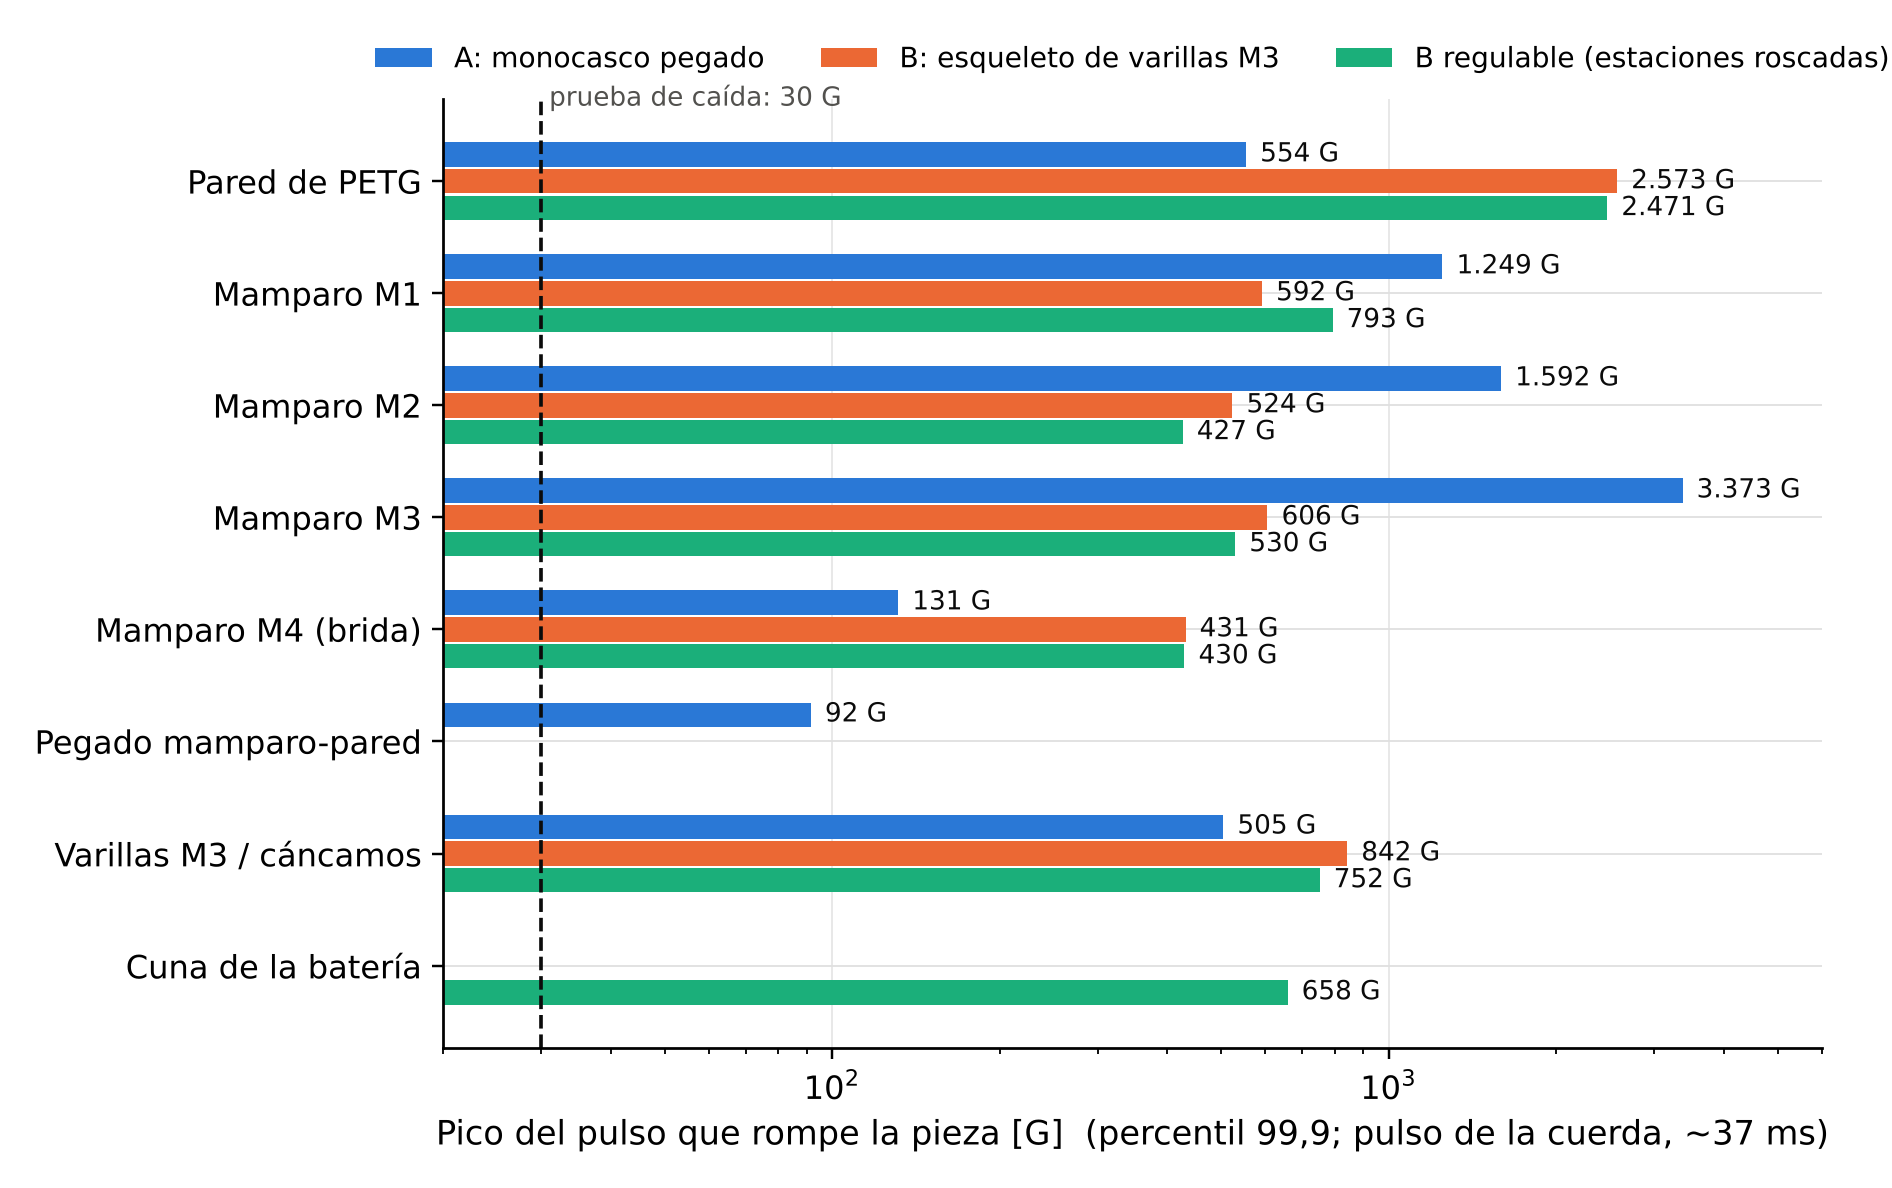 A: monocasco pegado
B: esqueleto de varillas M3
B regulable (estaciones roscadas)
prueba de caída: 30 G
Pared de PETG
554 G
2.573 G
2.471 G
Mamparo M1
1.249 G
592 G
793 G
Mamparo M2
1.592 G
524 G
427 G
Mamparo M3
3.373 G
606 G
530 G
Mamparo M4 (brida)
131 G
431 G
430 G
Pegado mamparo-pared
92 G
Varillas M3 / cáncamos
505 G
842 G
752 G
Cuna de la batería
658 G
10²
10³
Pico del pulso que rompe la pieza [G]  (percentil 99,9; pulso de la cuerda, ~37 ms)